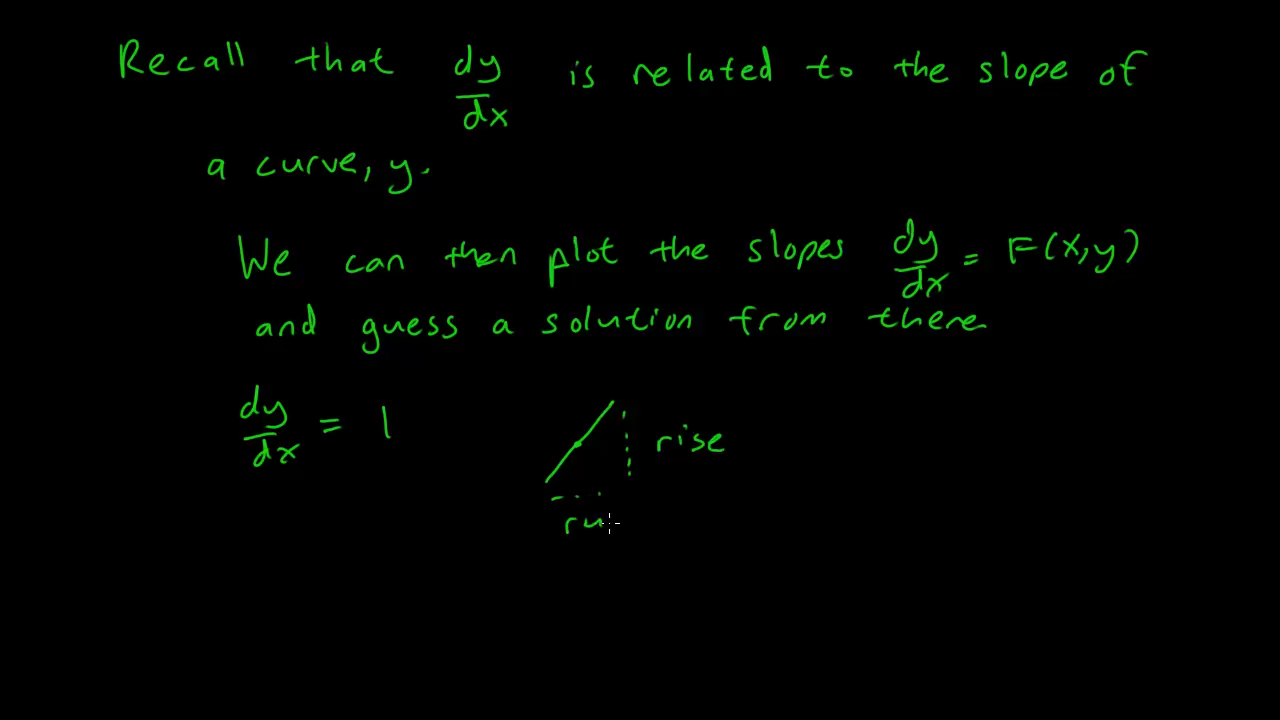 Recall that dy/dx is related to the slope of
a curve, y.
We can then plot the slopes dy/dx = F(x,y)
and guess a solution from there
dy/dx = 1
rise
ru